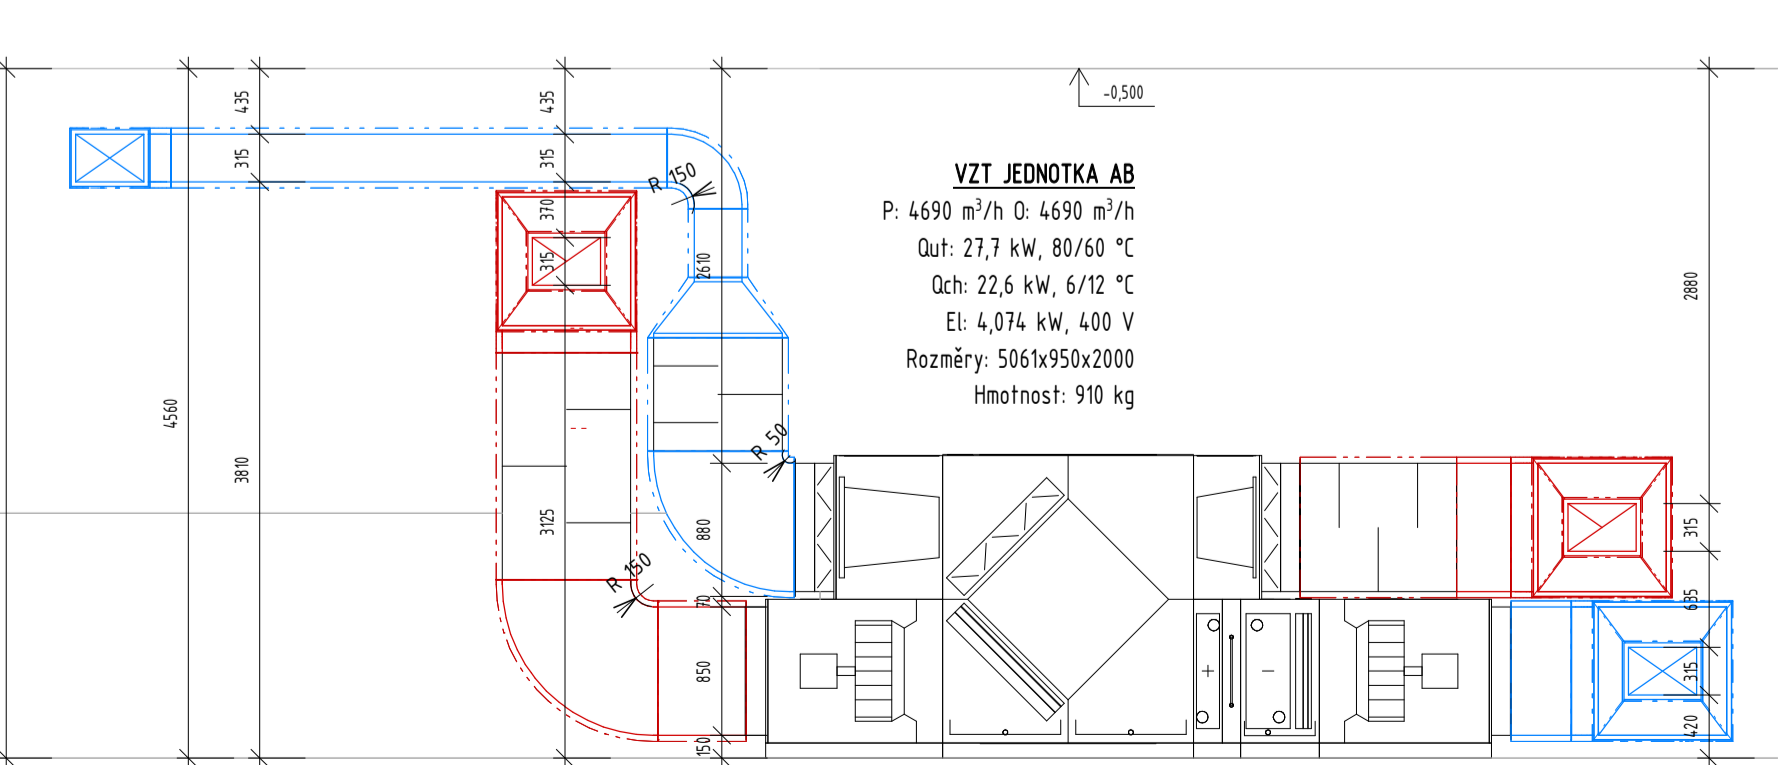 -0,500
435
435
315
315
R 150
370
315
2610
2880
VZT JEDNOTKA AB
P: 4690 m³/h O: 4690 m³/h
Qut: 27,7 kW, 80/60 °C
Qch: 22,6 kW, 6/12 °C
El: 4,074 kW, 400 V
Rozměry: 5061x950x2000
Hmotnost: 910 kg
4560
3810
R 50
3125
880
315
R 150
70
635
850
315
150
420